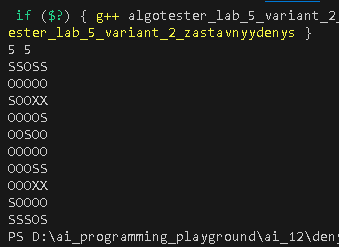 if ($?) { g++ algotester_lab_5_variant_2_
ester_lab_5_variant_2_zastavnyydenys }
5 5
SSOSS
OOOOO
SOOXX
OOOOS
OOSOO
OOOOO
OOOSS
OOOXX
SOOOO
SSSOS
PS D:\ai_programming_playground\ai_12\den